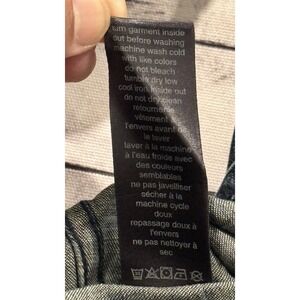 turn garment inside
out before washing
machine wash cold
with like colors
do not bleach
tumble dry low
cool iron inside out
do not dry clean
retourner le
vêtement à
l'envers avant de
le laver
laver à la machine
à l'eau froide avec
des couleurs
semblables
ne pas javelliser
sécher à la
machine cycle
doux
repassage doux à
l'envers
ne pas nettoyer à
sec